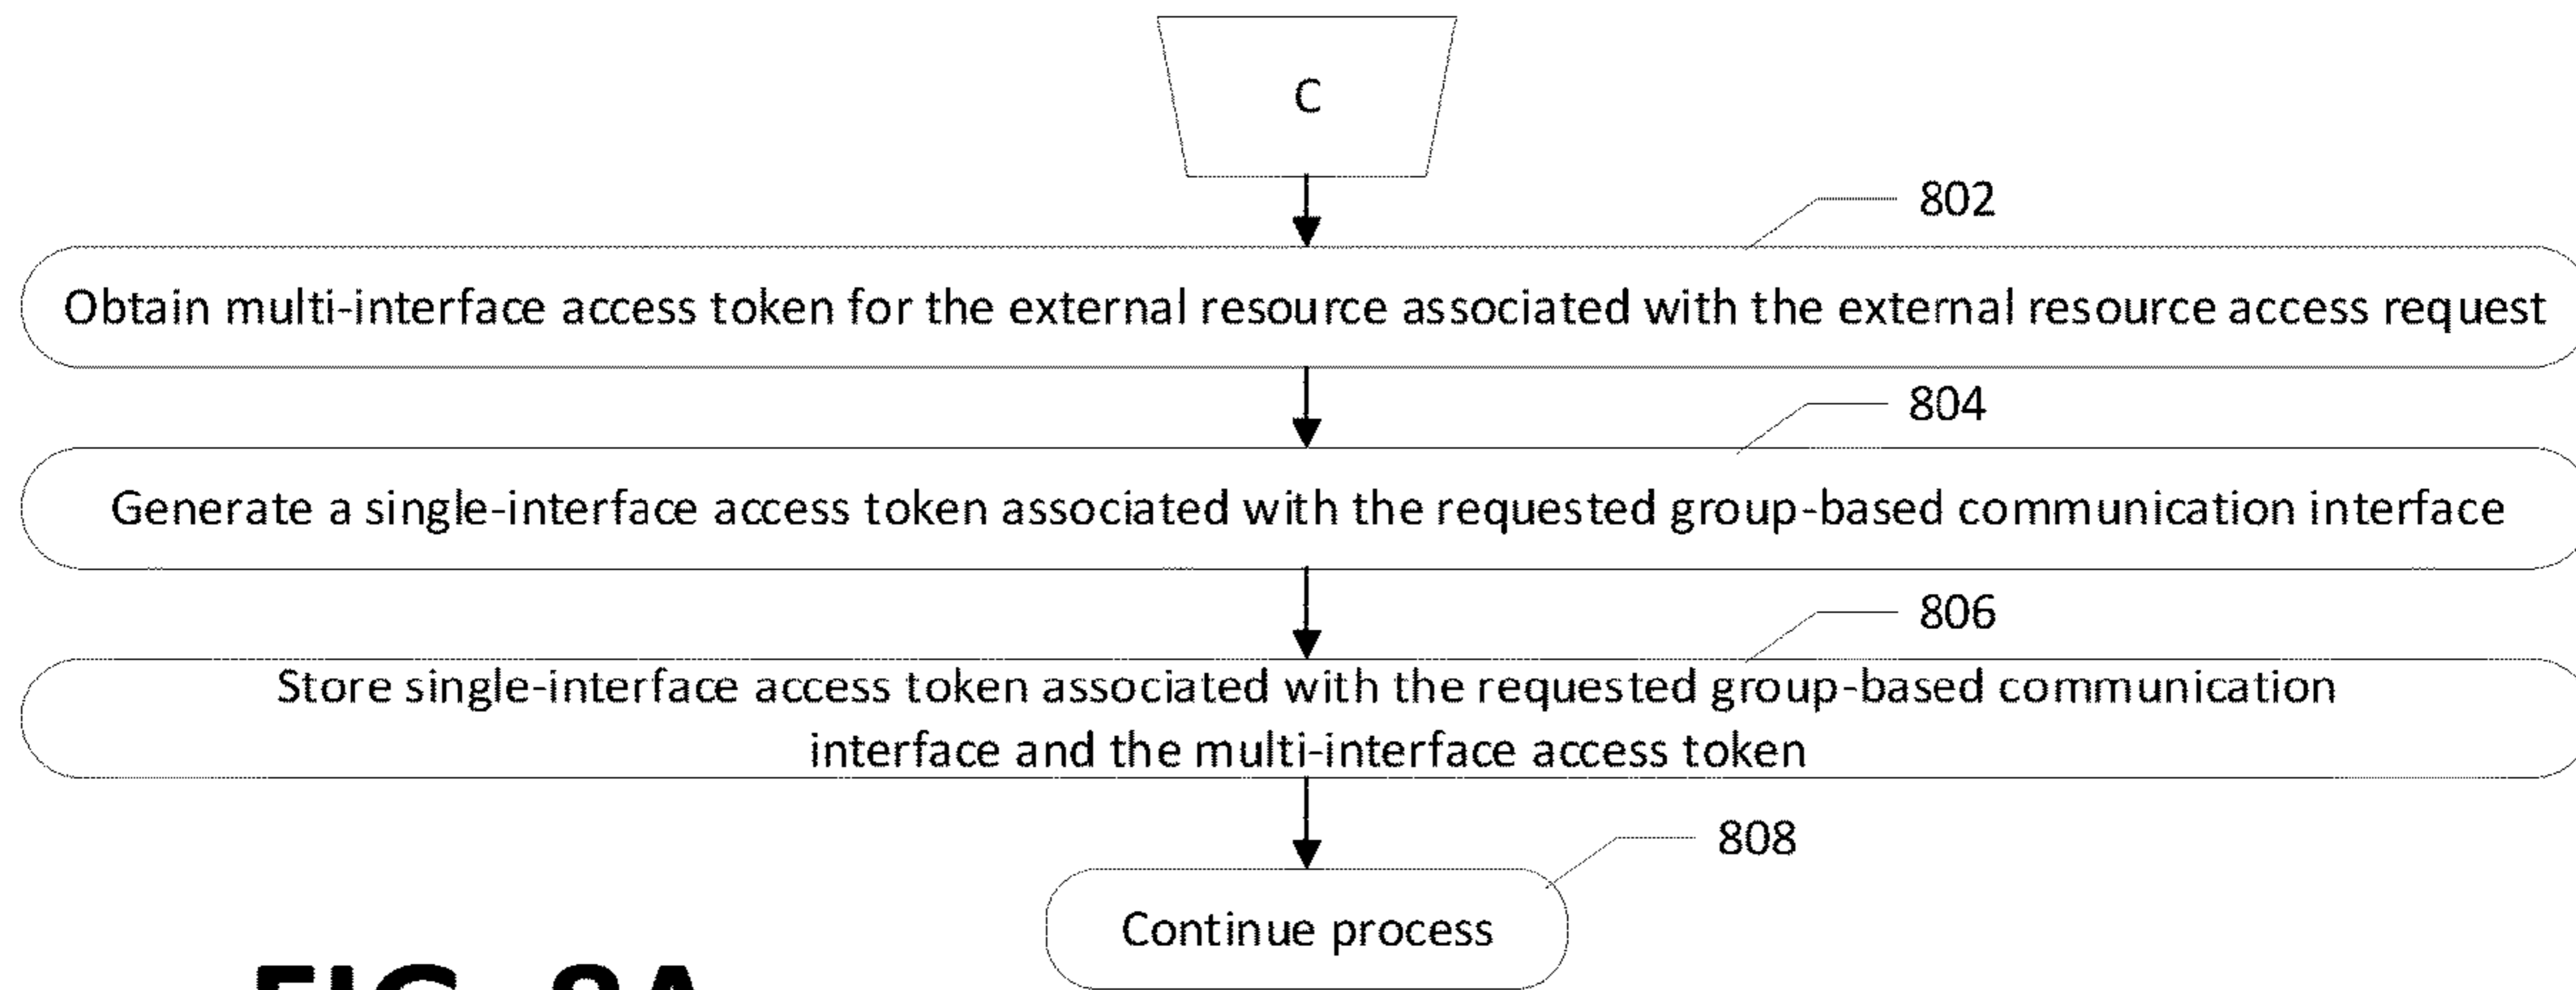 C
802
Obtain multi-interface access token for the external resource associated with the external resource access request
804
Generate a single-interface access token associated with the requested group-based communication interface
806
Store single-interface access token associated with the requested group-based communication
interface and the multi-interface access token
808
Continue process
FIG. 8A